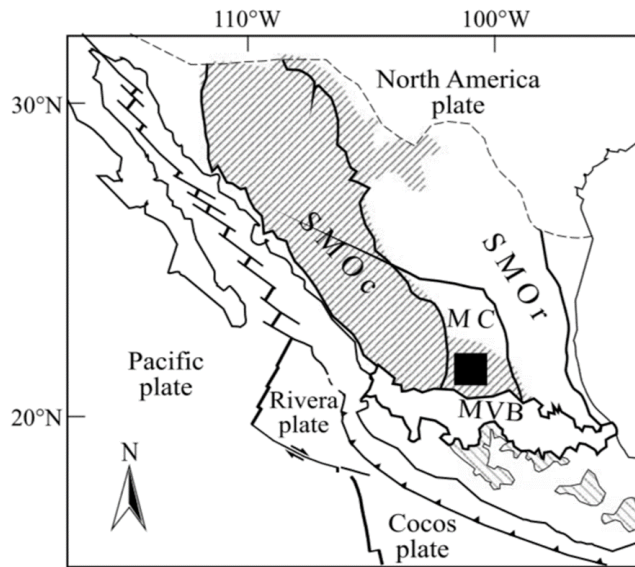 110°W
100°W
North America
plate
30°N
SMOc
SMOr
MC
Pacific
plate
Rivera
plate
MVB
20°N
N
Cocos
plate